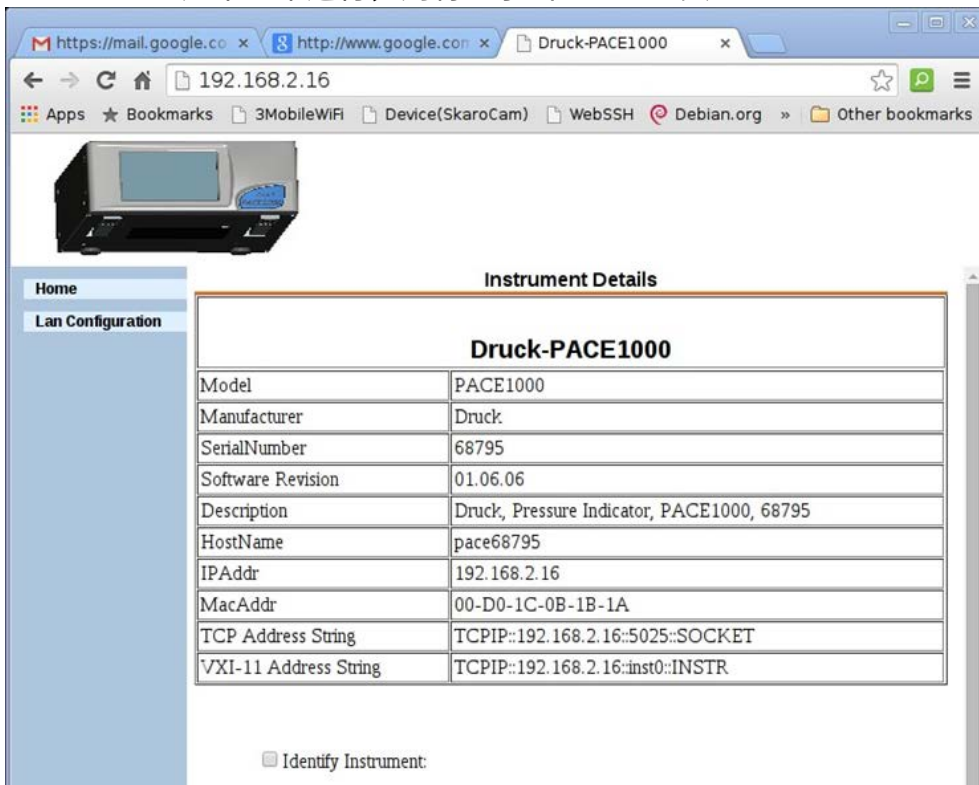 https://mail.google.co
http://www.google.con
Druck-PACE1000
192.168.2.16
Apps Bookmarks 3MobileWiFi Device(SkaroCam) WebSSH Debian.org » Other bookmarks
Home
Lan Configuration
Instrument Details
Druck-PACE1000
Model PACE1000
Manufacturer Druck
SerialNumber 68795
Software Revision 01.06.06
Description Druck, Pressure Indicator, PACE1000, 68795
HostName pace68795
IPAddr 192.168.2.16
MacAddr 00-D0-1C-0B-1B-1A
TCP Address String TCPIP::192.168.2.16::5025::SOCKET
VXI-11 Address String TCPIP::192.168.2.16::inst0::INSTR
Identify Instrument: